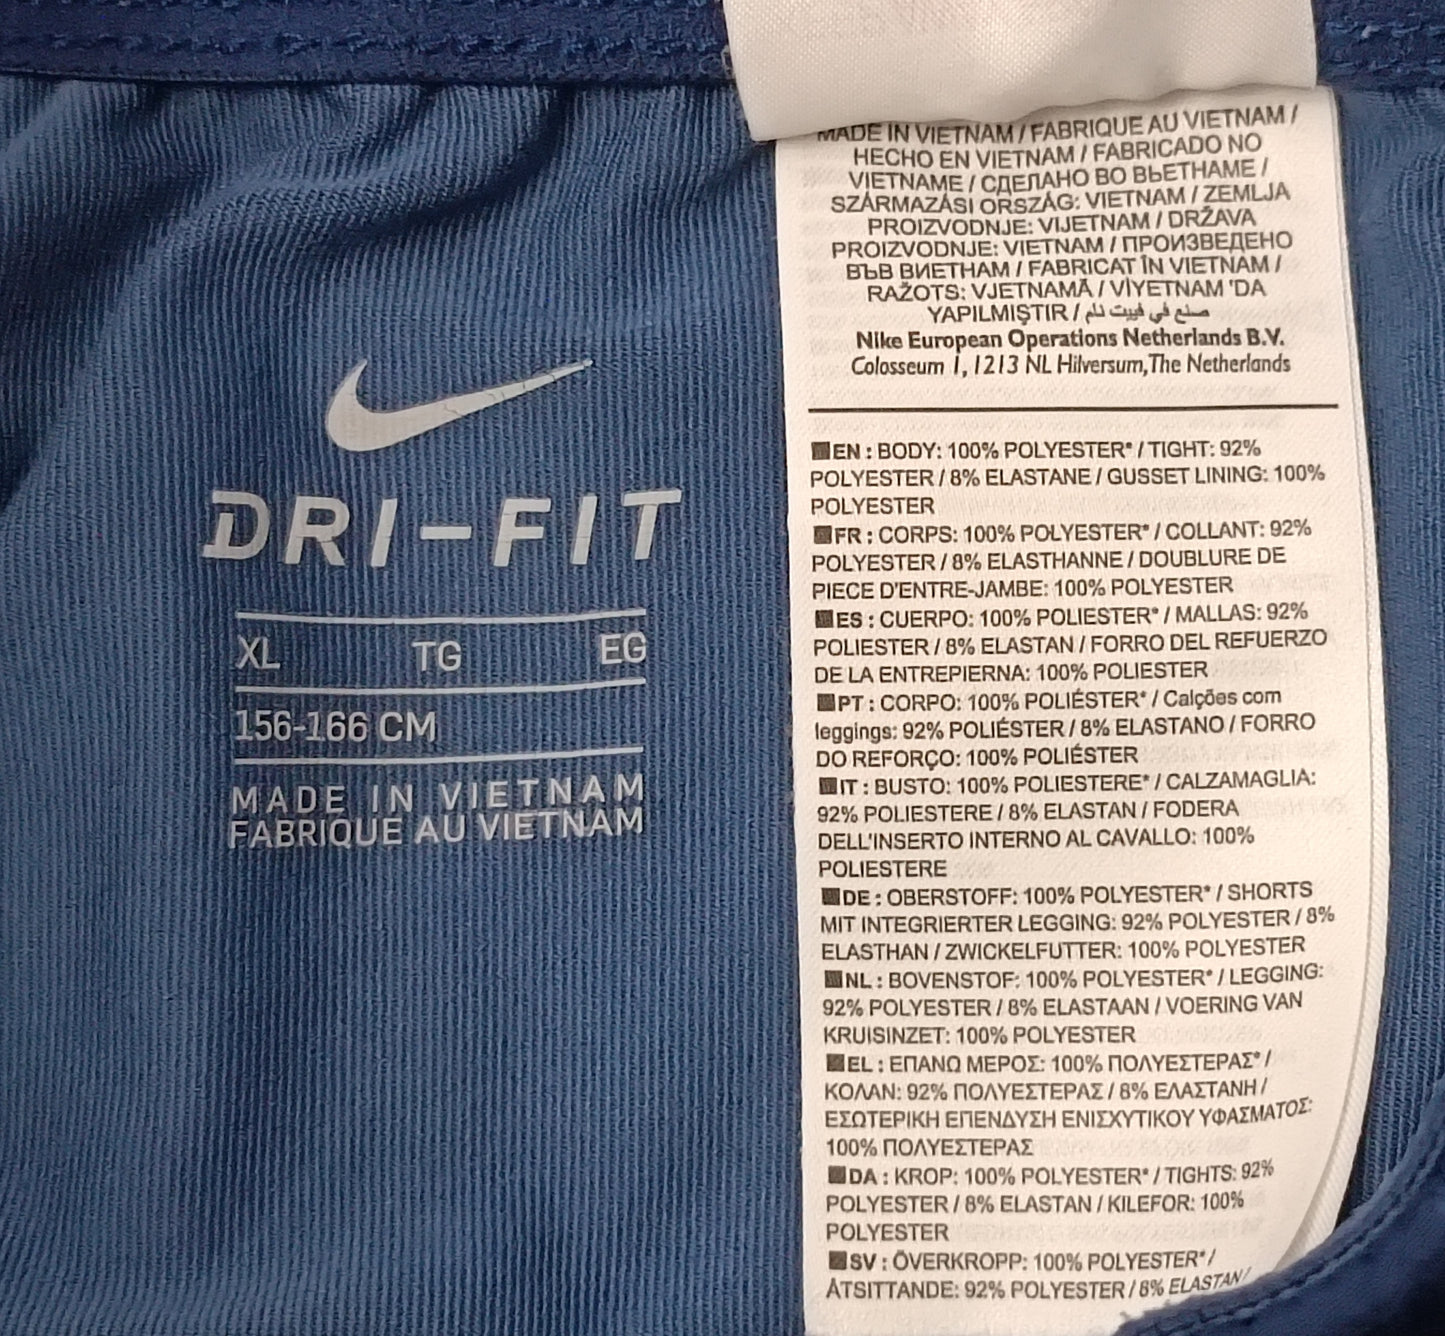 DRI-FIT
XL TG EG
156-166 CM
MADE IN VIETNAM
FABRIQUE AU VIETNAM
MADE IN VIETNAM / FABRIQUE AU VIETNAM /
HECHO EN VIETNAM / FABRICADO NO
VIETNAME / СДЕЛАНО ВО ВЬЕТНАМЕ /
SZÁRMAZÁSI ORSZÁG: VIETNAM / ZEMLJA
PROIZVODNJE: VIJETNAM / DRŽAVA
PROIZVODNJE: VIETNAM / ПРОИЗВЕДЕНО
ВЪВ ВИЕТНАМ / FABRICAT ÎN VIETNAM /
RAŽOTS: VJETNAMĀ / VİYETNAM 'DA
YAPILMIŞTIR / صنع في فييت نام
Nike European Operations Netherlands B.V.
Colosseum 1, 1213 NL Hilversum, The Netherlands
EN : BODY: 100% POLYESTER* / TIGHT: 92%
POLYESTER / 8% ELASTANE / GUSSET LINING: 100%
POLYESTER
FR : CORPS: 100% POLYESTER* / COLLANT: 92%
POLYESTER / 8% ELASTHANNE / DOUBLURE DE
PIECE D'ENTRE-JAMBE: 100% POLYESTER
ES : CUERPO: 100% POLIESTER* / MALLAS: 92%
POLIESTER / 8% ELASTAN / FORRO DEL REFUERZO
DE LA ENTREPIERNA: 100% POLIESTER
PT : CORPO: 100% POLIÉSTER* / Calções com
leggings: 92% POLIÉSTER / 8% ELASTANO / FORRO
DO REFORÇO: 100% POLIÉSTER
IT : BUSTO: 100% POLIESTERE* / CALZAMAGLIA:
92% POLIESTERE / 8% ELASTAN / FODERA
DELL'INSERTO INTERNO AL CAVALLO: 100%
POLIESTERE
DE : OBERSTOFF: 100% POLYESTER* / SHORTS
MIT INTEGRIERTER LEGGING: 92% POLYESTER / 8%
ELASTHAN / ZWICKELFUTTER: 100% POLYESTER
NL : BOVENSTOF: 100% POLYESTER* / LEGGING:
92% POLYESTER / 8% ELASTAAN / VOERING VAN
KRUISINZET: 100% POLYESTER
EL : ΕΠΑΝΩ ΜΕΡΟΣ: 100% ΠΟΛΥΕΣΤΕΡΑΣ* /
ΚΟΛΑΝ: 92% ΠΟΛΥΕΣΤΕΡΑΣ / 8% ΕΛΑΣΤΑΝΗ /
ΕΣΩΤΕΡΙΚΗ ΕΠΕΝΔΥΣΗ ΕΝΙΣΧΥΤΙΚΟΥ ΥΦΑΣΜΑΤΟΣ:
100% ΠΟΛΥΕΣΤΕΡΑΣ
DA : KROP: 100% POLYESTER* / TIGHTS: 92%
POLYESTER / 8% ELASTAN / KILEFOR: 100%
POLYESTER
SV : ÖVERKROPP: 100% POLYESTER* /
ÅTSITTANDE: 92% POLYESTER / 8% ELASTAN /